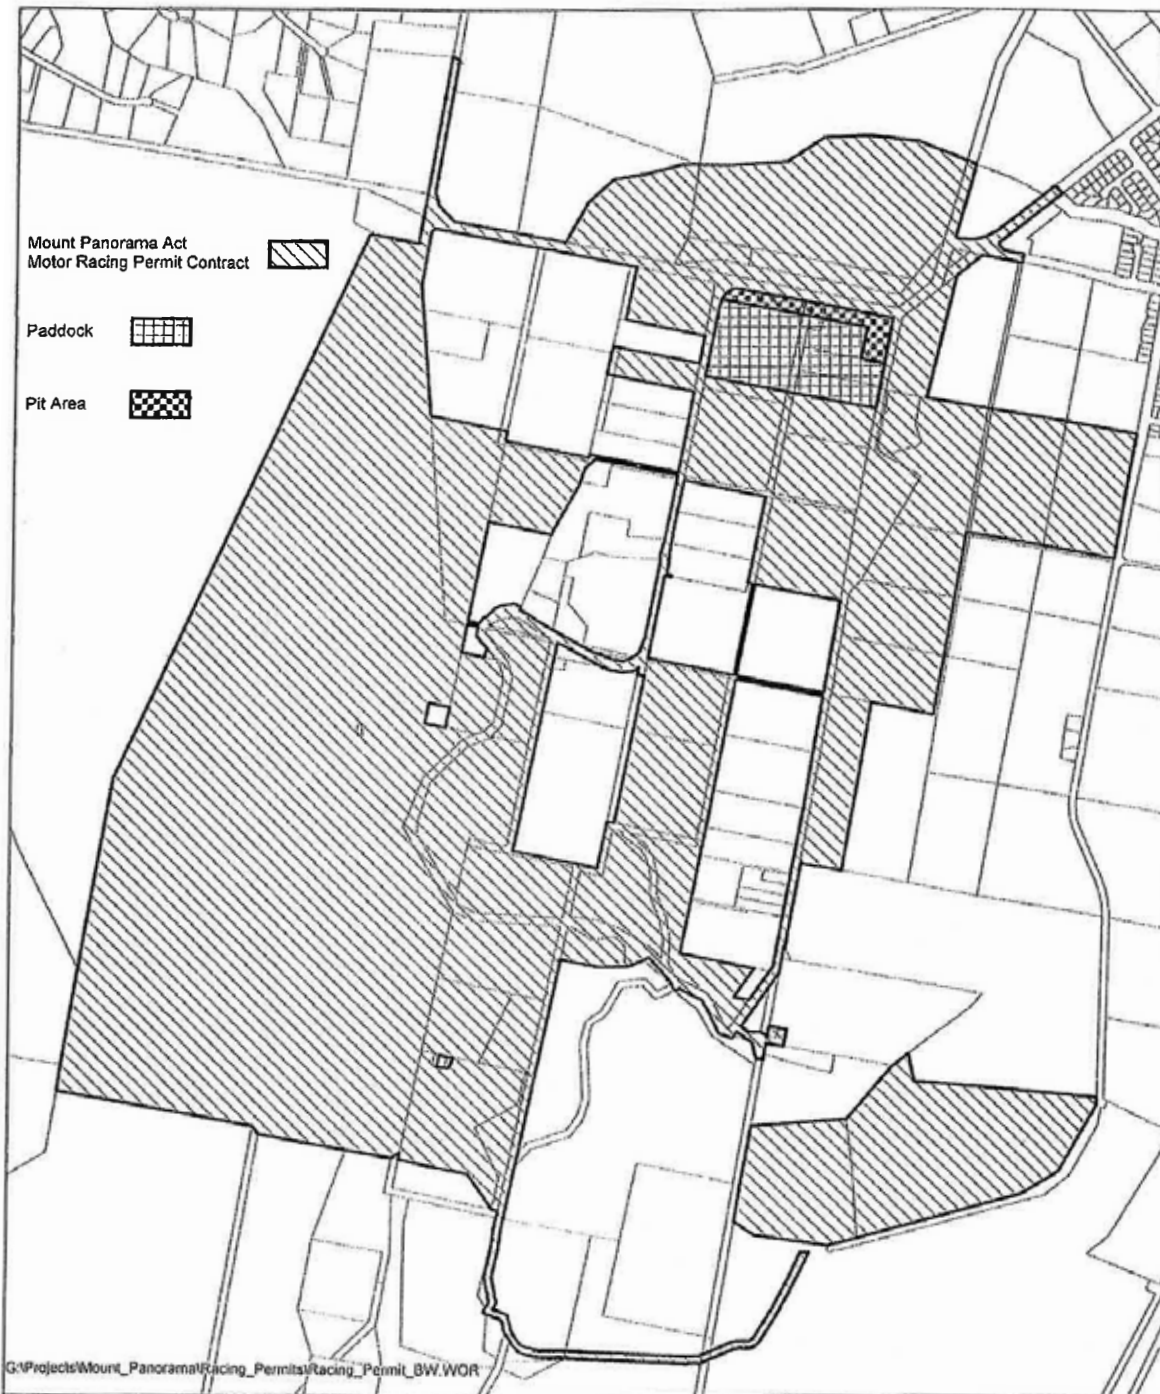 Mount Panorama Act
Motor Racing Permit Contract
Paddock
Pit Area
G:\Projects\Mount_Panorama\Racing_Permits\Racing_Permit_BW.WOR